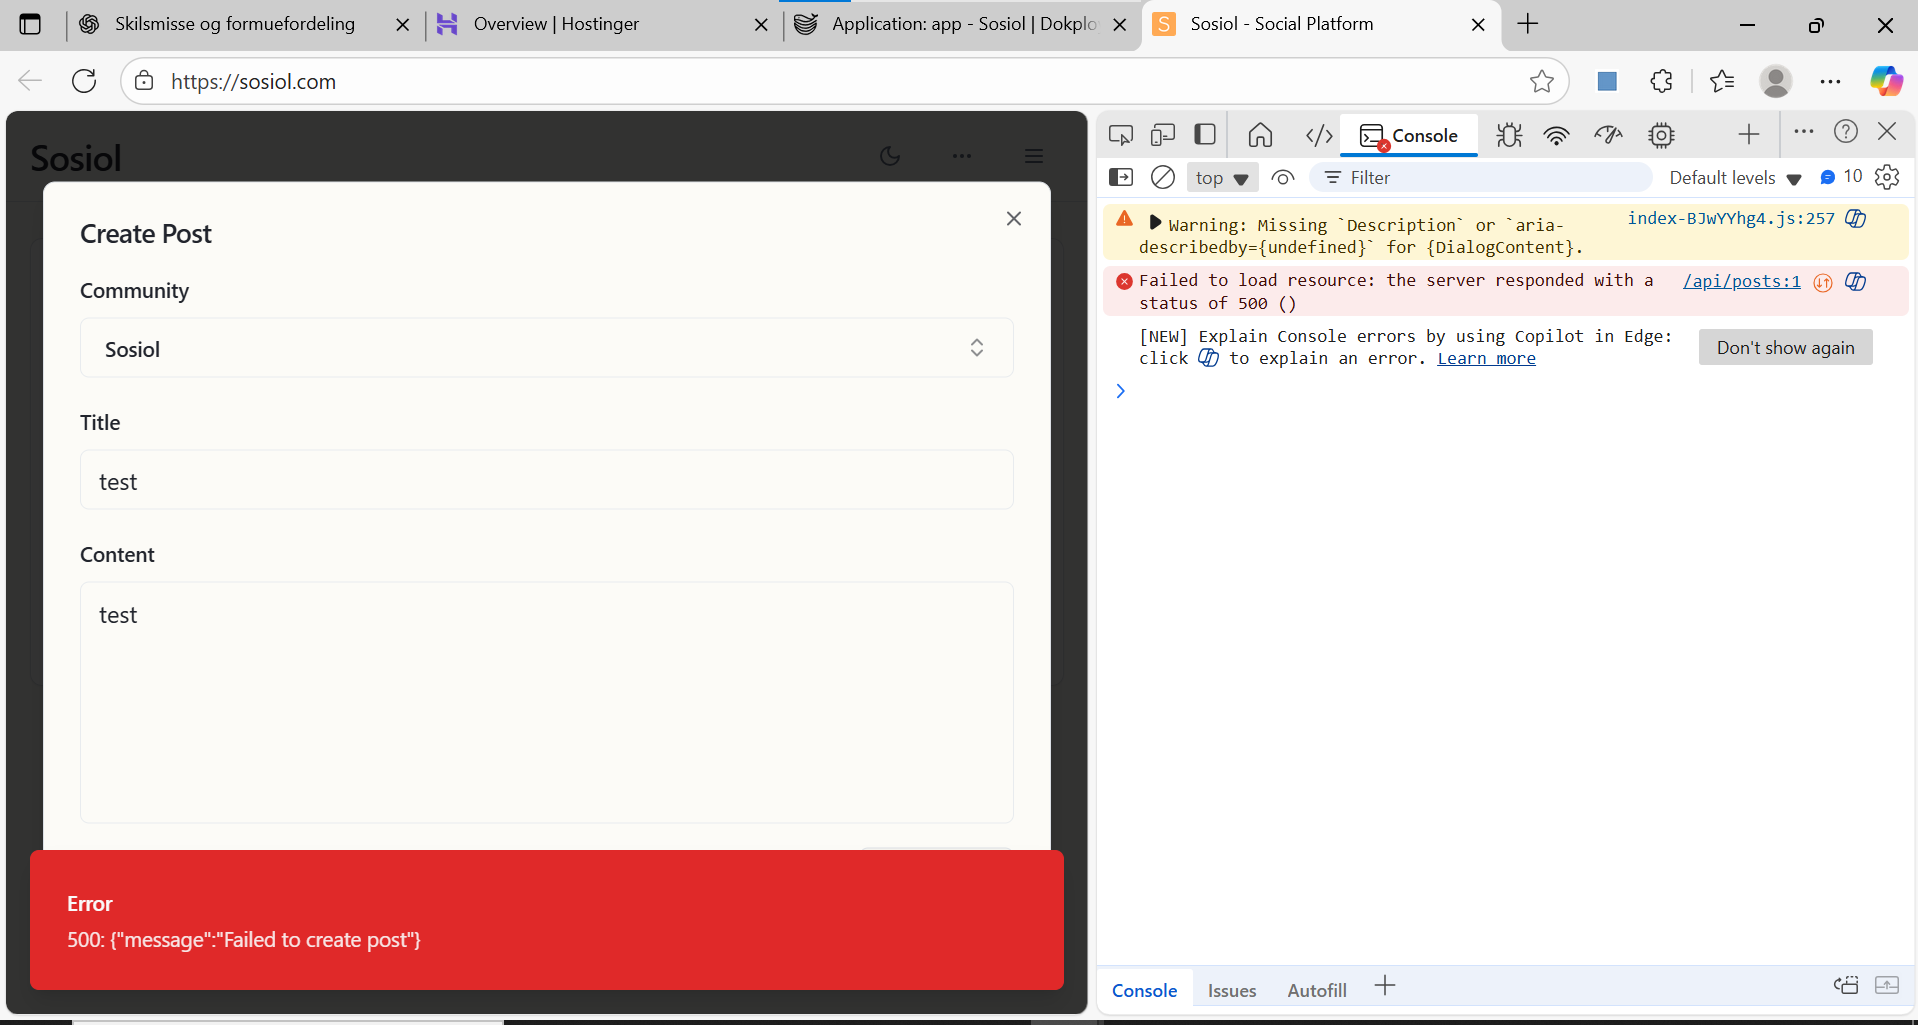 Skilsmisse og formuefordeling
Overview | Hostinger
Application: app - Sosiol | Dokplo
S
Sosiol - Social Platform
https://sosiol.com
Sosiol
Create Post
Community
Sosiol
Title
test
Content
test
Error
500: {"message":"Failed to create post"}
Console
top
Filter
Default levels
10
Warning: Missing `Description` or `aria-
describedby={undefined}` for {DialogContent}.
index-BJwYYhg4.js:257
Failed to load resource: the server responded with a
status of 500 ()
/api/posts:1
[NEW] Explain Console errors by using Copilot in Edge:
click to explain an error. Learn more
Don't show again
Console
Issues
Autofill